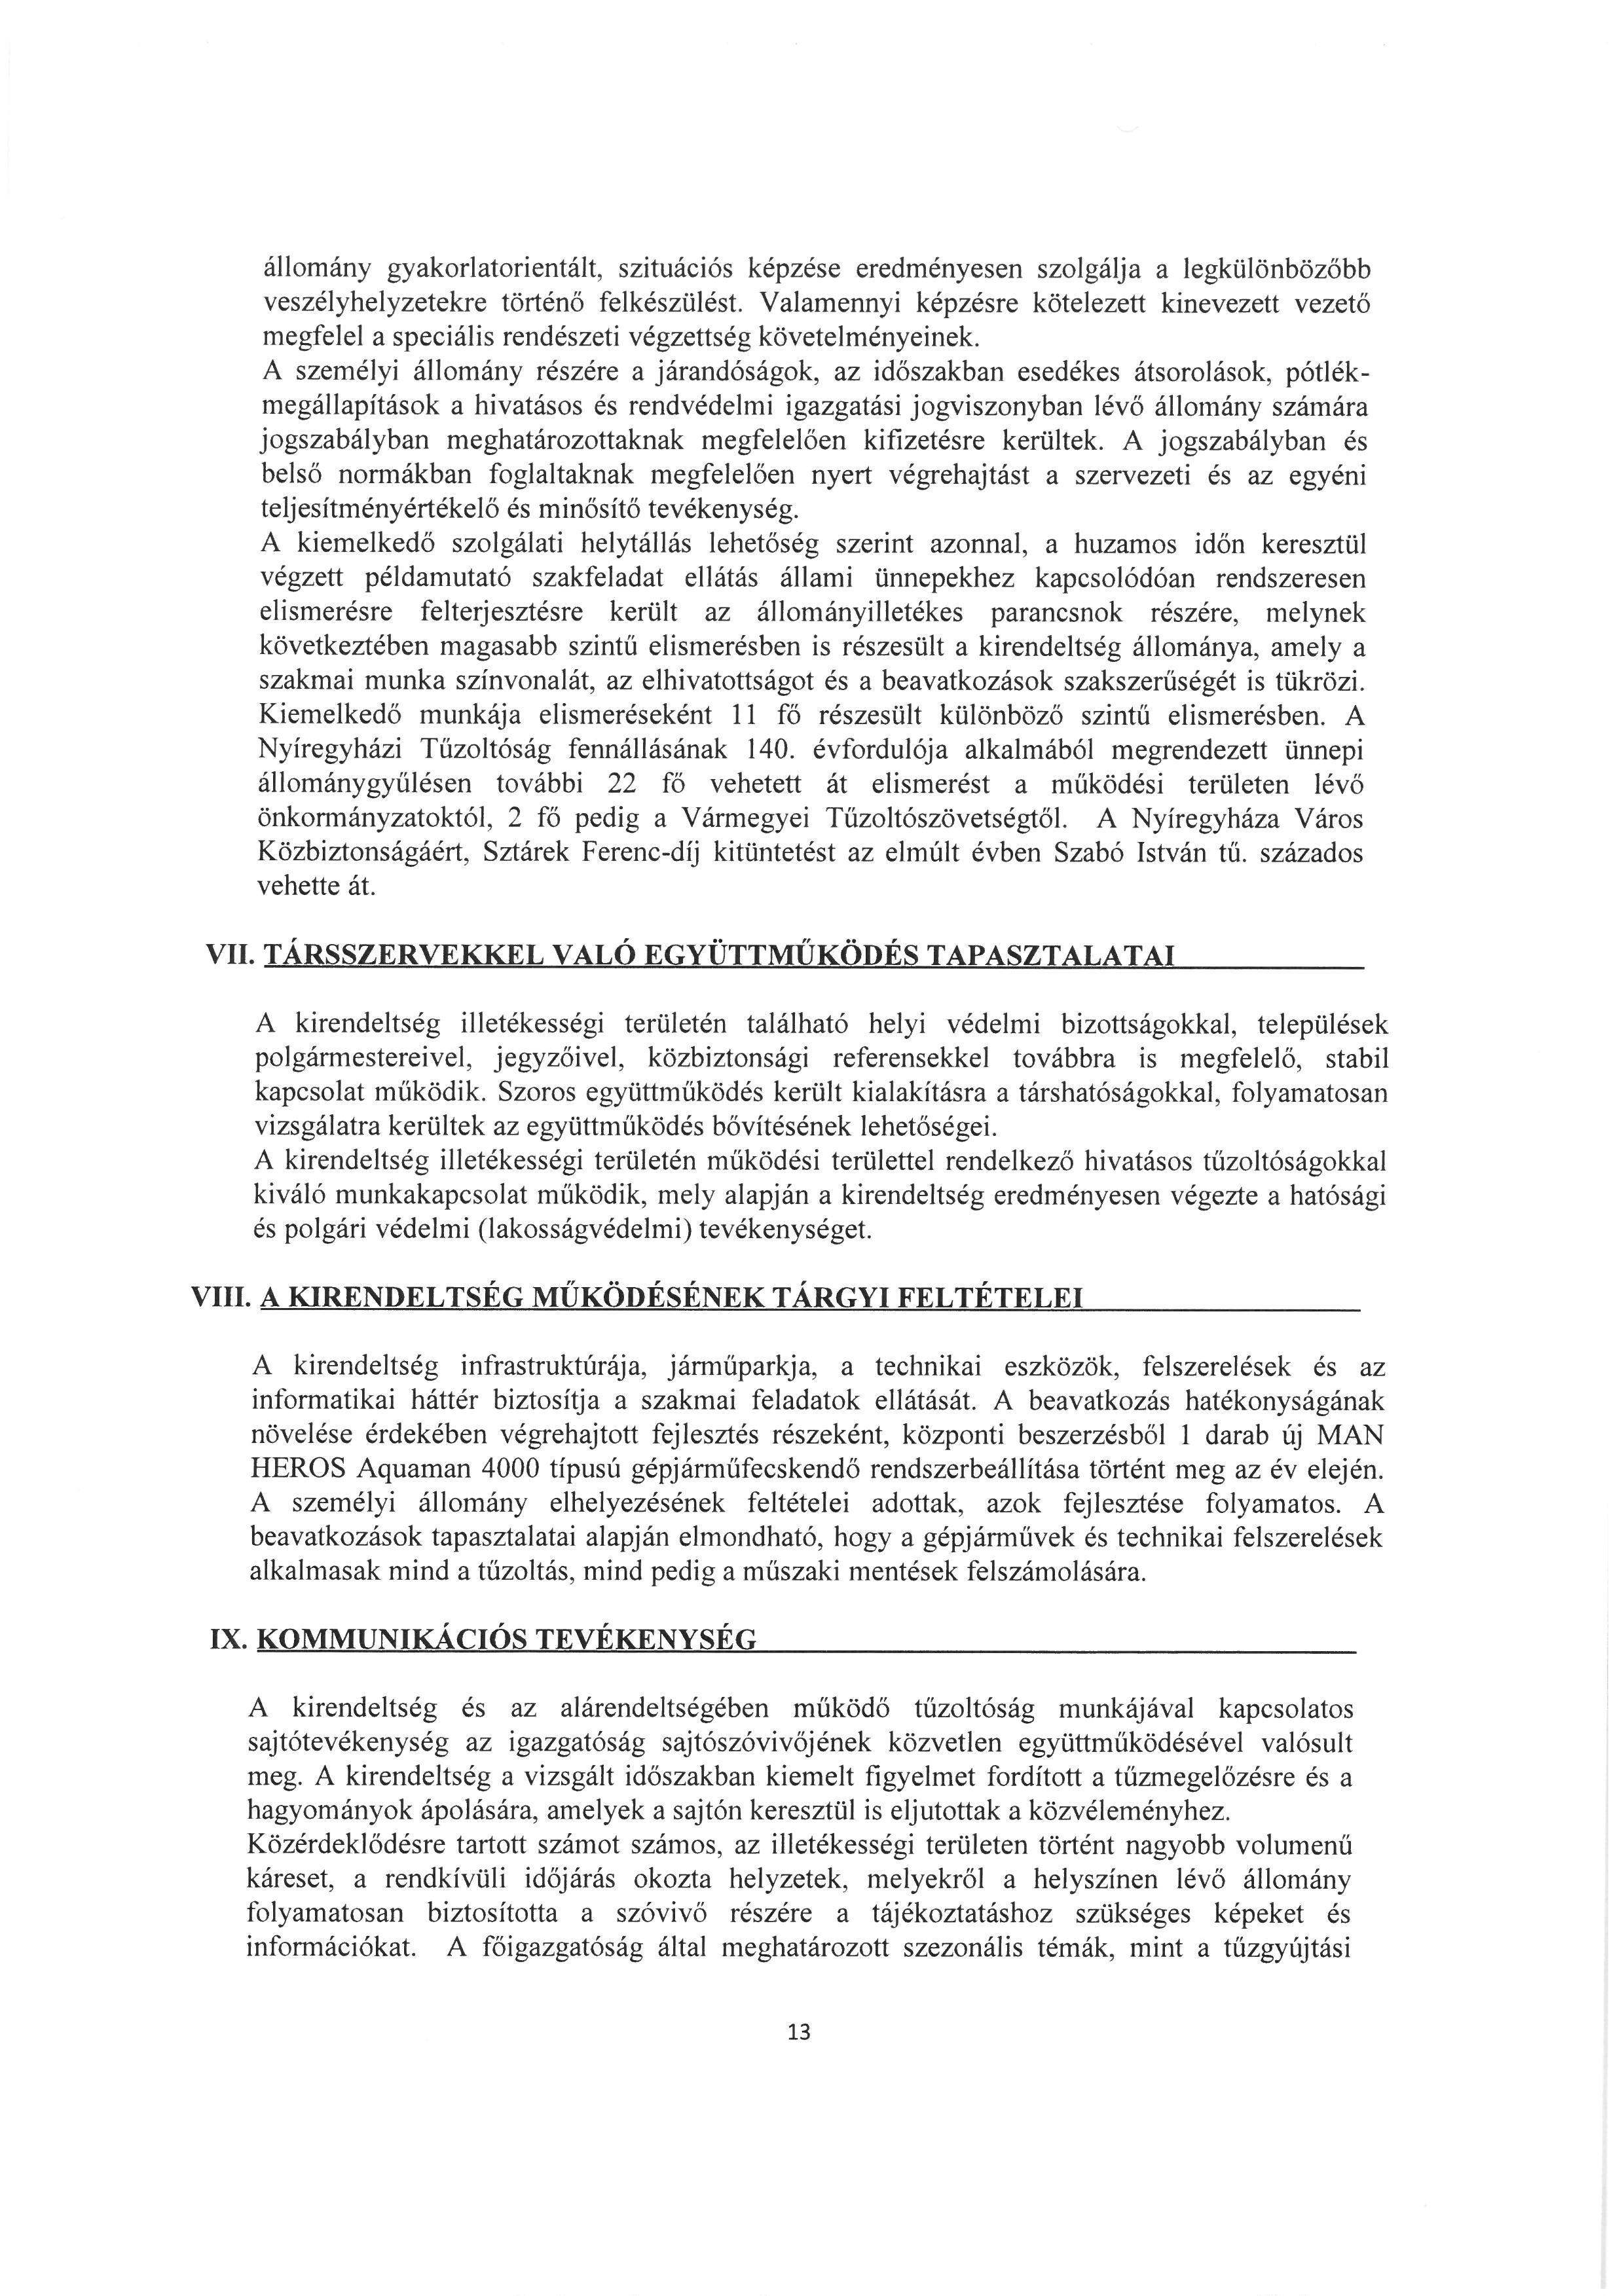 állomány gyakorlatorientált, szituációs képzése eredményesen szolgálja a legkülönbözőbb
veszélyhelyzetekre történő felkészülést. Valamennyi képzésre kötelezett kinevezett vezető
megfelel a speciális rendészeti végzettség követelményeinek.
A személyi állomány részére a járandóságok, az időszakban esedékes átsorolások, pótlék-
megállapítások a hivatásos és rendvédelmi igazgatási jogviszonyban lévő állomány számára
jogszabályban meghatározottaknak megfelelően kifizetésre kerültek. A jogszabályban és
belső normákban foglaltaknak megfelelően nyert végrehajtást a szervezeti és az egyéni
teljesítményértékelő és minősítő tevékenység.
A kiemelkedő szolgálati helytállás lehetőség szerint azonnal, a huzamos időn keresztül
végzett példamutató szakfeladat ellátás állami ünnepekhez kapcsolódóan rendszeresen
elismerésre felterjesztésre került az állományilletékes parancsnok részére, melynek
következtében magasabb szintű elismerésben is részesült a kirendeltség állománya, amely a
szakmai munka színvonalát, az elhivatottságot és a beavatkozások szakszerűségét is tükrözi.
Kiemelkedő munkája elismeréseként 11 fő részesült különböző szintű elismerésben. A
Nyíregyházi Tűzoltóság fennállásának 140. évfordulója alkalmából megrendezett ünnepi
állománygyűlésen további 22 fő vehetett át elismerést a működési területen lévő
önkormányzatoktól, 2 fő pedig a Vármegyei Tűzoltószövetségtől. A Nyíregyháza Város
Közbiztonságáért, Sztárek Ferenc-díj kitüntetést az elmúlt évben Szabó István tű. százados
vehette át.
VII. TÁRSSZERVEKKEL VALÓ EGYÜTTMŰKÖDÉS TAPASZTALATAI
A kirendeltség illetékességi területén található helyi védelmi bizottságokkal, települések
polgármestereivel, jegyzőivel, közbiztonsági referensekkel továbbra is megfelelő, stabil
kapcsolat működik. Szoros együttműködés került kialakításra a társhatóságokkal, folyamatosan
vizsgálatra kerültek az együttműködés bővítésének lehetőségei.
A kirendeltség illetékességi területén működési területtel rendelkező hivatásos tűzoltóságokkal
kiváló munkakapcsolat működik, mely alapján a kirendeltség eredményesen végezte a hatósági
és polgári védelmi (lakosságvédelmi) tevékenységet.
VIII. A KIRENDELTSÉG MŰKÖDÉSÉNEK TÁRGYI FELTÉTELEI
A kirendeltség infrastruktúrája, járműparkja, a technikai eszközök, felszerelések és az
informatikai háttér biztosítja a szakmai feladatok ellátását. A beavatkozás hatékonyságának
növelése érdekében végrehajtott fejlesztés részeként, központi beszerzésből 1 darab új MAN
HEROS Aquaman 4000 típusú gépjárműfecskendő rendszerbeállítása történt meg az év elején.
A személyi állomány elhelyezésének feltételei adottak, azok fejlesztése folyamatos. A
beavatkozások tapasztalatai alapján elmondható, hogy a gépjárművek és technikai felszerelések
alkalmasak mind a tűzoltás, mind pedig a műszaki mentések felszámolására.
IX. KOMMUNIKÁCIÓS TEVÉKENYSÉG
A kirendeltség és az alárendeltségében működő tűzoltóság munkájával kapcsolatos
sajtótevékenység az igazgatóság sajtószóvivőjének közvetlen együttműködésével valósult
meg. A kirendeltség a vizsgált időszakban kiemelt figyelmet fordított a tűzmegelőzésre és a
hagyományok ápolására, amelyek a sajtón keresztül is eljutottak a közvéleményhez.
Közérdeklődésre tartott számot számos, az illetékességi területen történt nagyobb volumenű
káreset, a rendkívüli időjárás okozta helyzetek, melyekről a helyszínen lévő állomány
folyamatosan biztosította a szóvivő részére a tájékoztatáshoz szükséges képeket és
információkat. A főigazgatóság által meghatározott szezonális témák, mint a tűzgyújtási
13